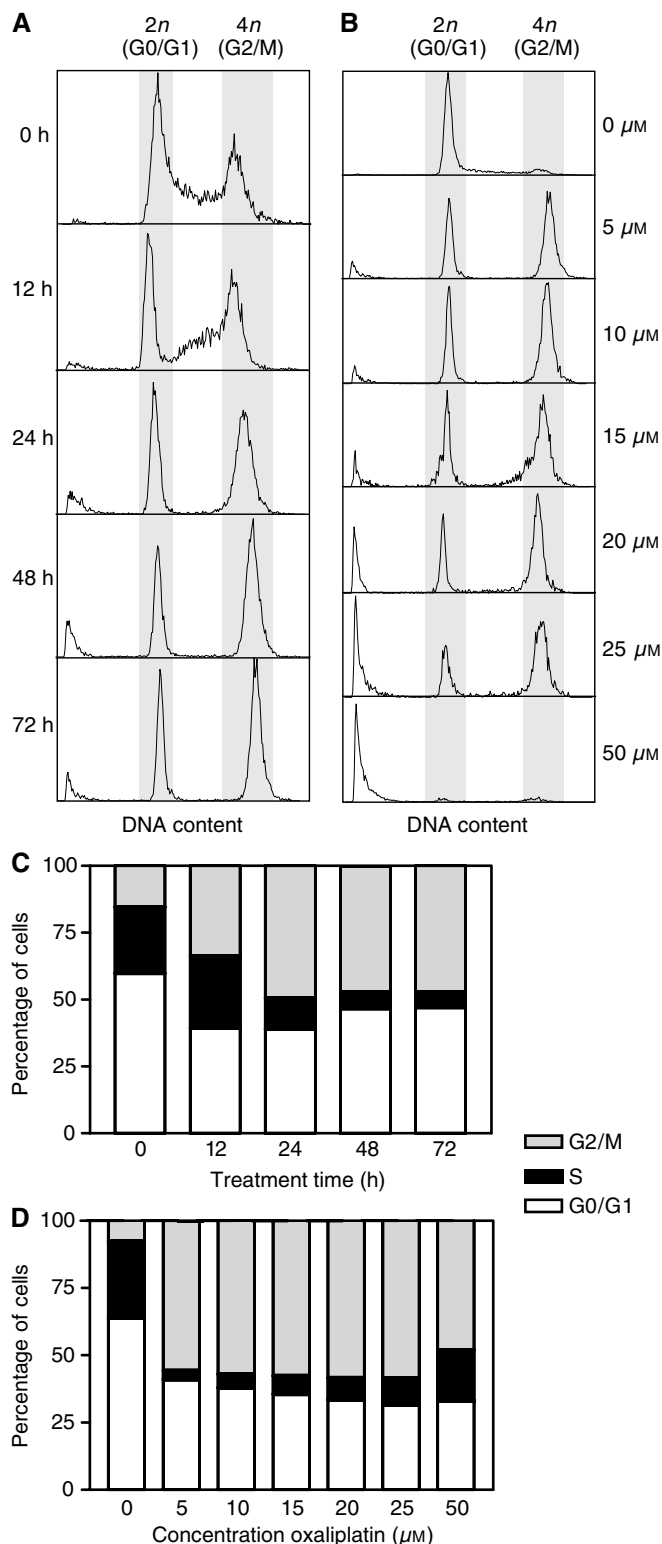 A
2n
(G0/G1)
4n
(G2/M)
0 h
12 h
24 h
48 h
72 h
DNA content
B
2n
(G0/G1)
4n
(G2/M)
0 µM
5 µM
10 µM
15 µM
20 µM
25 µM
50 µM
DNA content
C
Percentage of cells
100
75
50
25
0
0 12 24 48 72
Treatment time (h)
G2/M
S
G0/G1
D
Percentage of cells
100
75
50
25
0
0 5 10 15 20 25 50
Concentration oxaliplatin (µM)